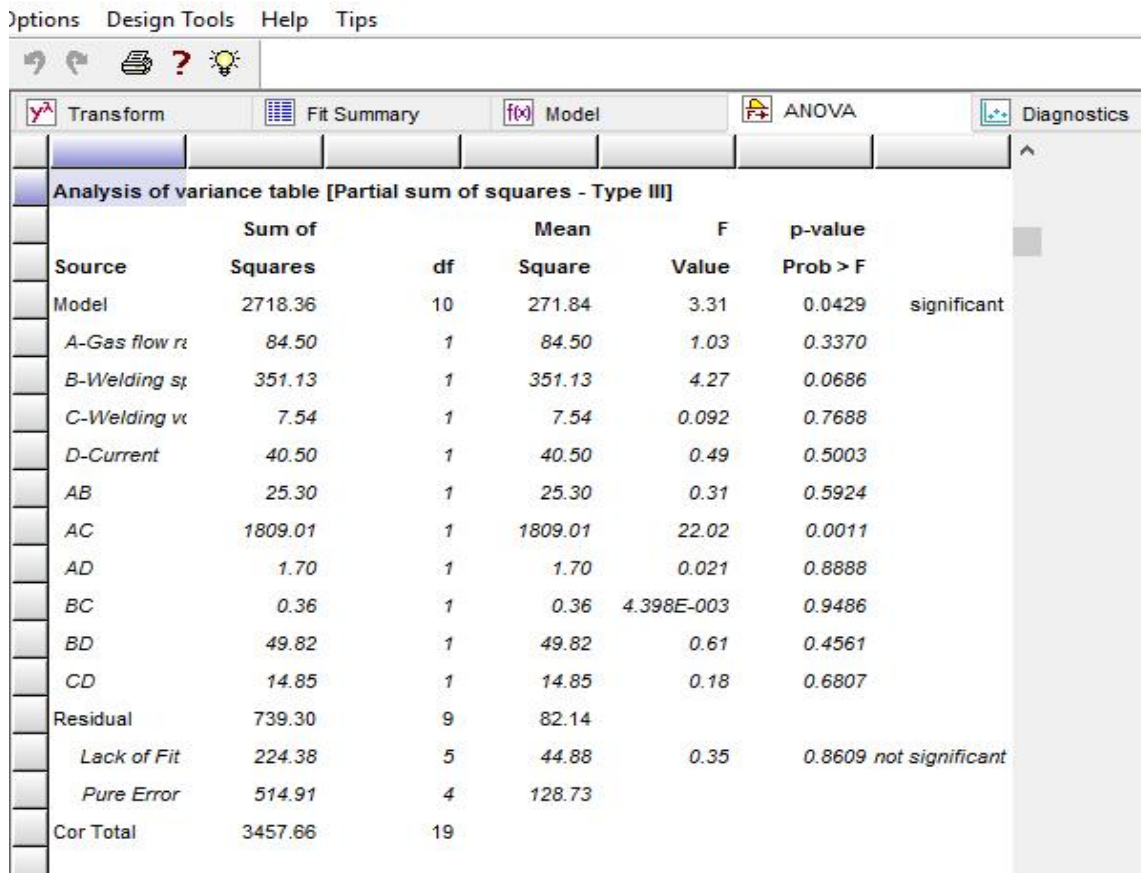 Options Design Tools Help Tips
Transform Fit Summary f(x) Model ANOVA Diagnostics
Analysis of variance table [Partial sum of squares - Type III]
Sum of Mean F p-value
Source Squares df Square Value Prob > F
Model 2718.36 10 271.84 3.31 0.0429 significant
A-Gas flow ra 84.50 1 84.50 1.03 0.3370
B-Welding sp 351.13 1 351.13 4.27 0.0686
C-Welding vo 7.54 1 7.54 0.092 0.7688
D-Current 40.50 1 40.50 0.49 0.5003
AB 25.30 1 25.30 0.31 0.5924
AC 1809.01 1 1809.01 22.02 0.0011
AD 1.70 1 1.70 0.021 0.8888
BC 0.36 1 0.36 4.398E-003 0.9486
BD 49.82 1 49.82 0.61 0.4561
CD 14.85 1 14.85 0.18 0.6807
Residual 739.30 9 82.14
Lack of Fit 224.38 5 44.88 0.35 0.8609 not significant
Pure Error 514.91 4 128.73
Cor Total 3457.66 19